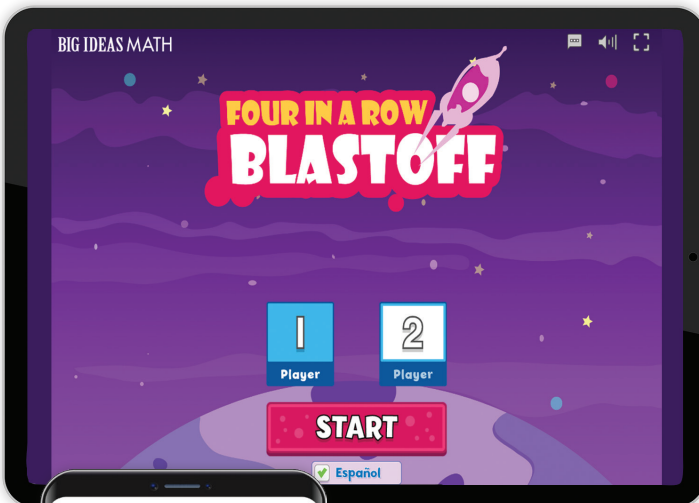 BIG IDEAS MATH
FOUR IN A ROW
BLASTOFF
1
Player
2
Player
START
Español